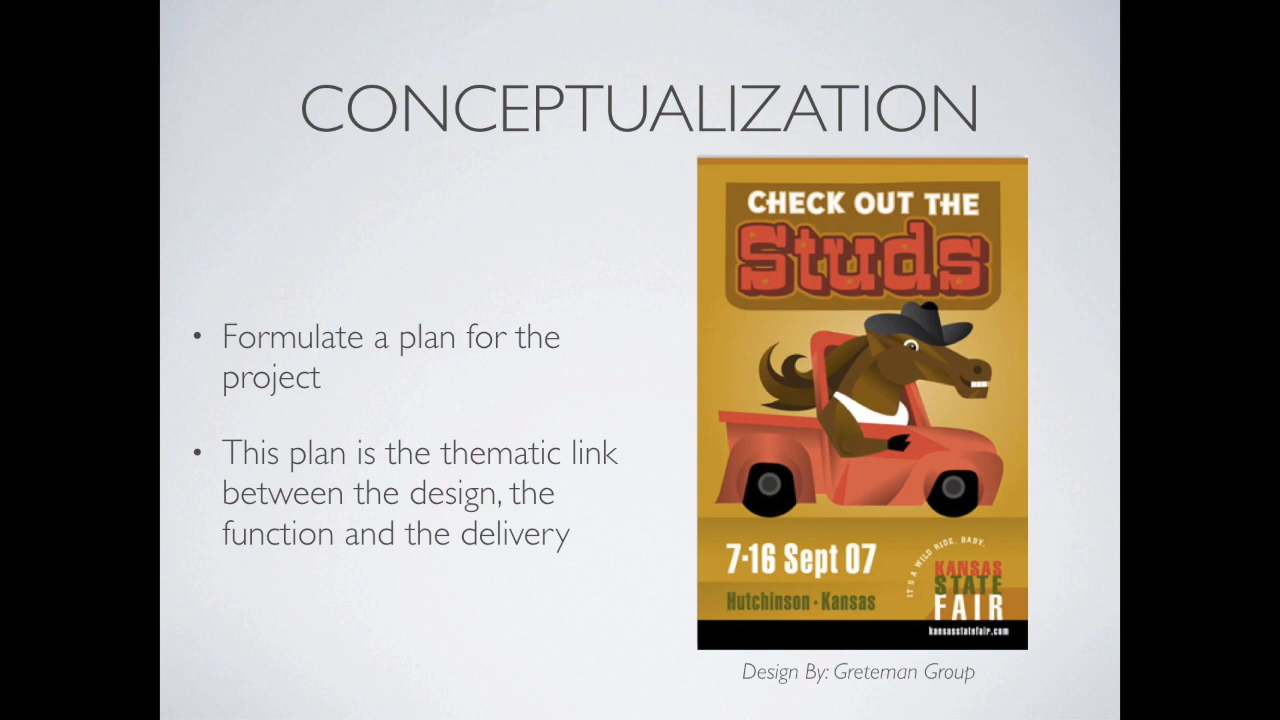 CONCEPTUALIZATION
• Formulate a plan for the
project
• This plan is the thematic link
between the design, the
function and the delivery
CHECK OUT THE
Studs
7-16 Sept 07
Hutchinson · Kansas
IT'S A WILD RIDE, BABY.
KANSAS
STATE
FAIR
kansasstatefair.com
Design By: Greteman Group